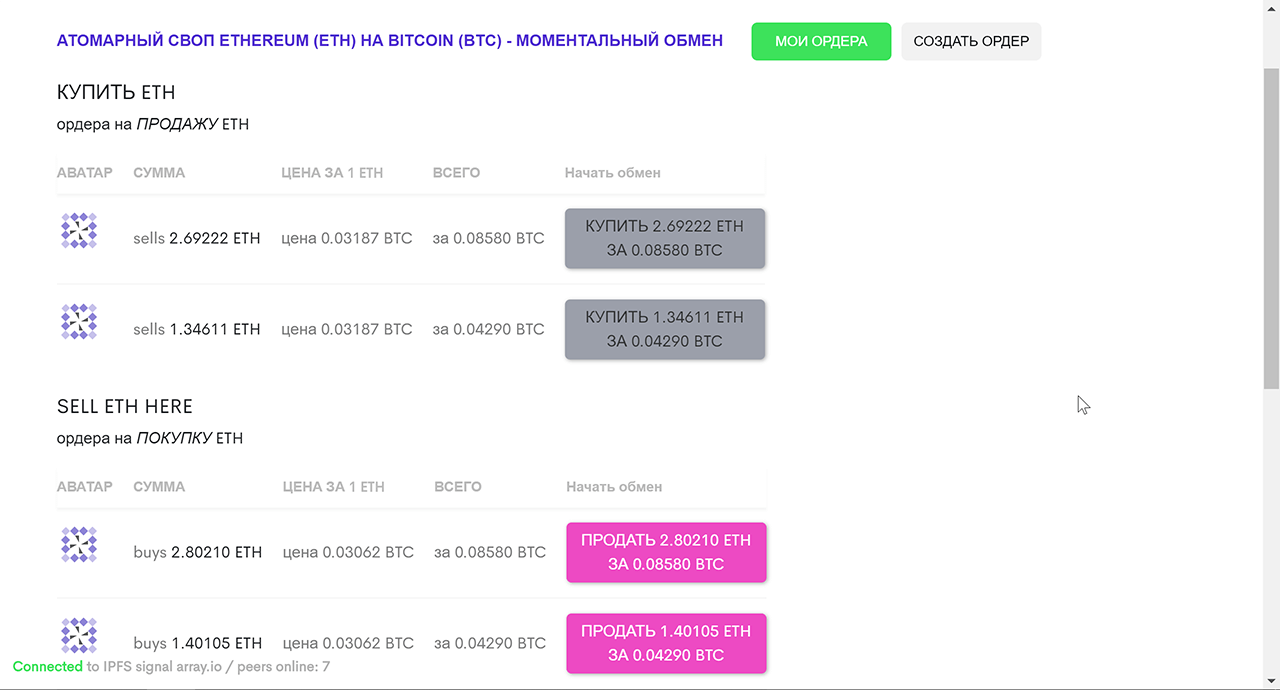 АТОМАРНЫЙ СВОП ETHEREUM (ETH) НА BITCOIN (BTC) - МОМЕНТАЛЬНЫЙ ОБМЕН МОИ ОРДЕРА СОЗДАТЬ ОРДЕР
КУПИТЬ ETH
ордера на ПРОДАЖУ ETH
АВАТАР СУММА ЦЕНА ЗА 1 ETH ВСЕГО Начать обмен
sells 2.69222 ETH цена 0.03187 BTC за 0.08580 BTC
КУПИТЬ 2.69222 ETH
ЗА 0.08580 BTC
sells 1.34611 ETH цена 0.03187 BTC за 0.04290 BTC
КУПИТЬ 1.34611 ETH
ЗА 0.04290 BTC
SELL ETH HERE
ордера на ПОКУПКУ ETH
АВАТАР СУММА ЦЕНА ЗА 1 ETH ВСЕГО Начать обмен
buys 2.80210 ETH цена 0.03062 BTC за 0.08580 BTC
ПРОДАТЬ 2.80210 ETH
ЗА 0.08580 BTC
buys 1.40105 ETH цена 0.03062 BTC за 0.04290 BTC
ПРОДАТЬ 1.40105 ETH
ЗА 0.04290 BTC
Connected to IPFS signal array.io / peers online: 7